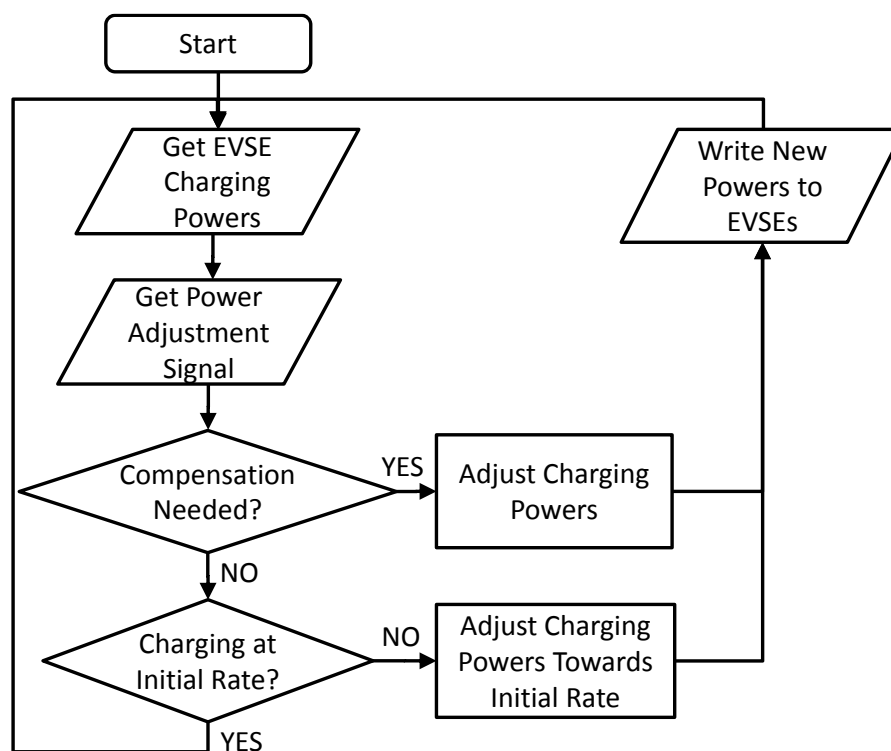 Start
Get EVSE
Charging
Powers
Write New
Powers to
EVSEs
Get Power
Adjustment
Signal
Compensation
Needed?
YES
Adjust Charging
Powers
NO
Charging at
Initial Rate?
NO
Adjust Charging
Powers Towards
Initial Rate
YES